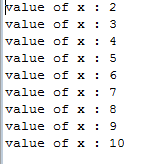 value of x : 2
value of x : 3
value of x : 4
value of x : 5
value of x : 6
value of x : 7
value of x : 8
value of x : 9
value of x : 10